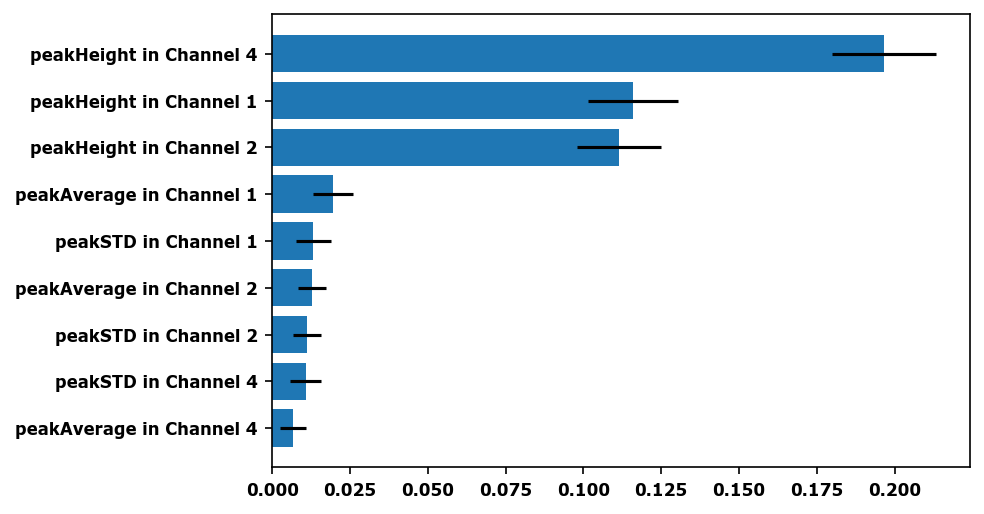 peakHeight in Channel 4
peakHeight in Channel 1
peakHeight in Channel 2
peakAverage in Channel 1
peakSTD in Channel 1
peakAverage in Channel 2
peakSTD in Channel 2
peakSTD in Channel 4
peakAverage in Channel 4
0.000 0.025 0.050 0.075 0.100 0.125 0.150 0.175 0.200